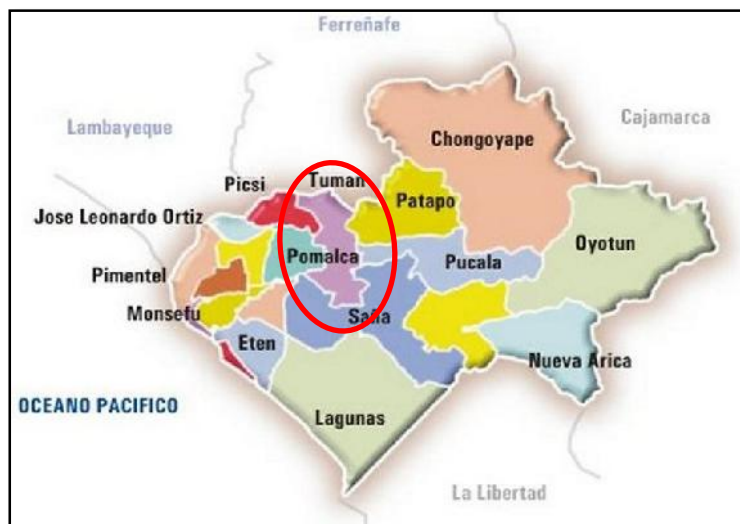 Ferreñafe
Chongoyape
Cajamarca
Lambayeque
Picsi
Tuman
Patapo
Jose Leonardo Ortiz
Oyotun
Pomalca
Pucala
Pimentel
Monsefu
Saña
Eten
Nueva Arica
OCEANO PACIFICO
Lagunas
La Libertad